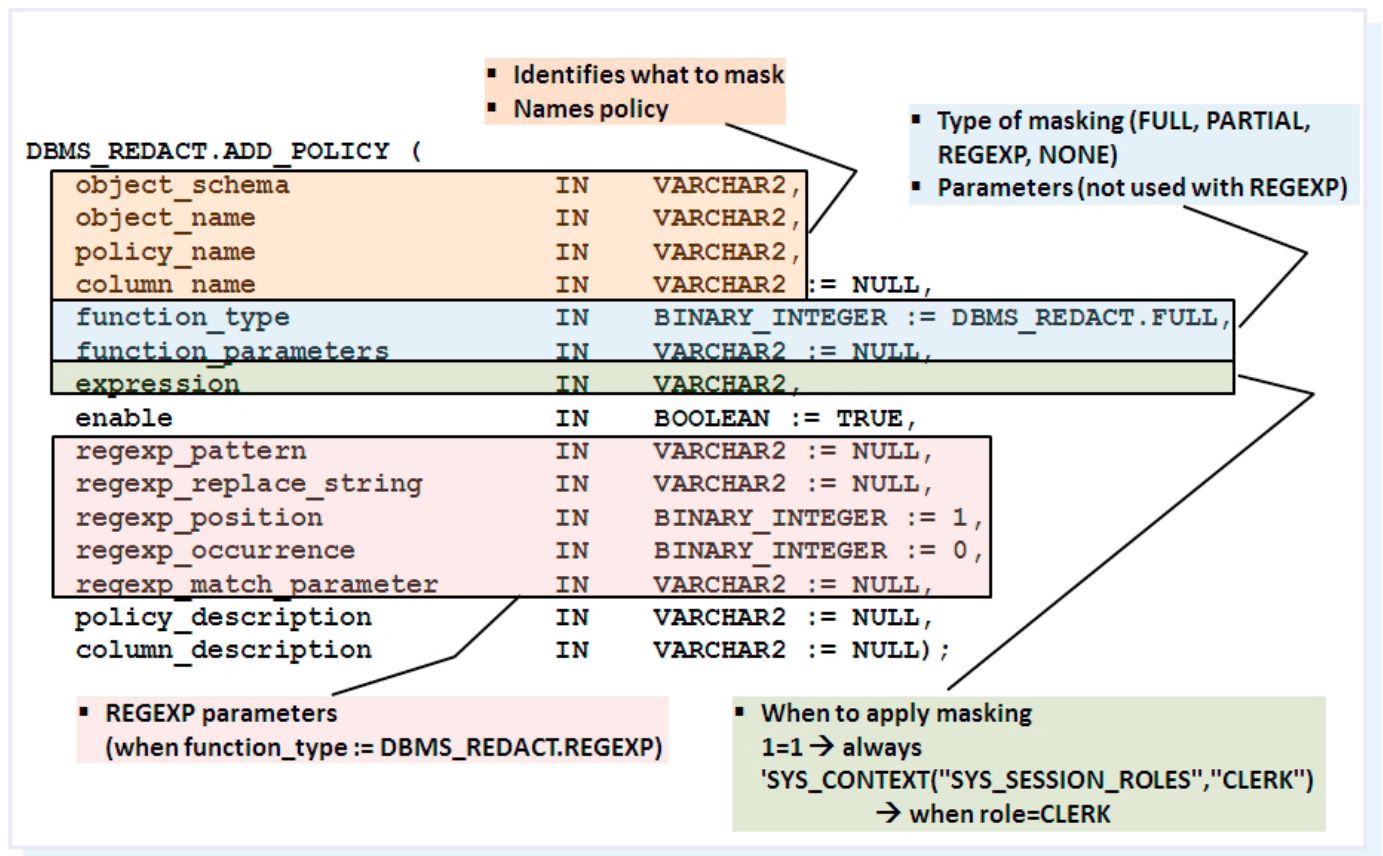 ▪ Identifies what to mask
▪ Names policy
▪ Type of masking (FULL, PARTIAL,
REGEXP, NONE)
▪ Parameters (not used with REGEXP)
DBMS_REDACT.ADD_POLICY (
object_schema IN VARCHAR2,
object_name IN VARCHAR2,
policy_name IN VARCHAR2,
column_name IN VARCHAR2 := NULL,
function_type IN BINARY_INTEGER := DBMS_REDACT.FULL,
function_parameters IN VARCHAR2 := NULL,
expression IN VARCHAR2,
enable IN BOOLEAN := TRUE,
regexp_pattern IN VARCHAR2 := NULL,
regexp_replace_string IN VARCHAR2 := NULL,
regexp_position IN BINARY_INTEGER := 1,
regexp_occurrence IN BINARY_INTEGER := 0,
regexp_match_parameter IN VARCHAR2 := NULL,
policy_description IN VARCHAR2 := NULL,
column_description IN VARCHAR2 := NULL);
▪ REGEXP parameters
(when function_type := DBMS_REDACT.REGEXP)
▪ When to apply masking
1=1 → always
'SYS_CONTEXT("SYS_SESSION_ROLES","CLERK")
→ when role=CLERK